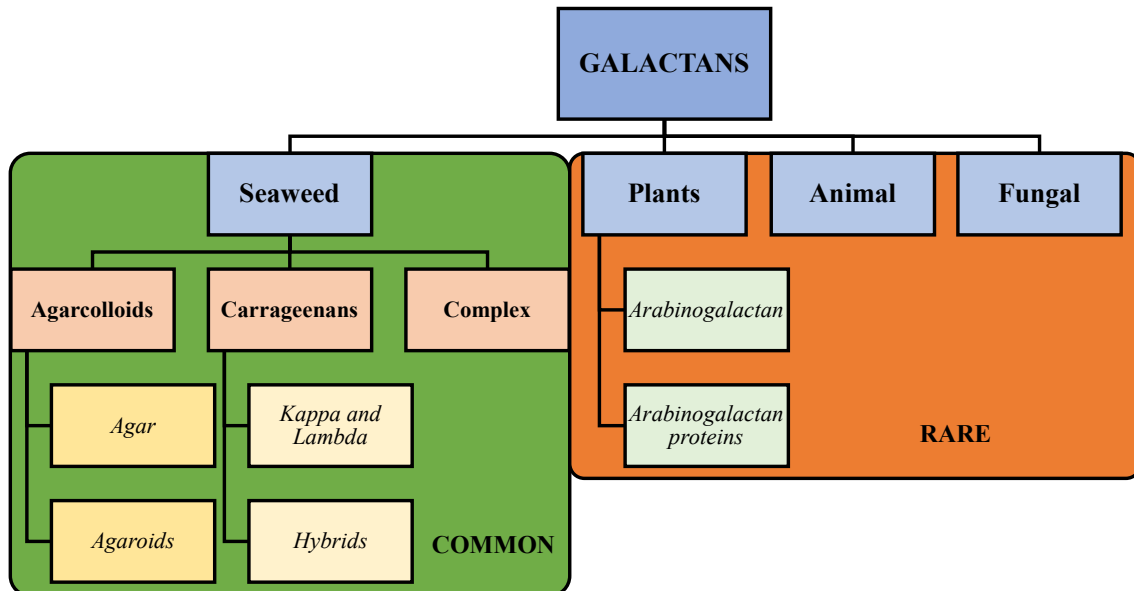 GALACTANS
Seaweed
Plants
Animal
Fungal
Agarcolloids
Carrageenans
Complex
Arabinogalactan
Agar
Kappa and
Lambda
Arabinogalactan
proteins
RARE
Agaroids
Hybrids
COMMON